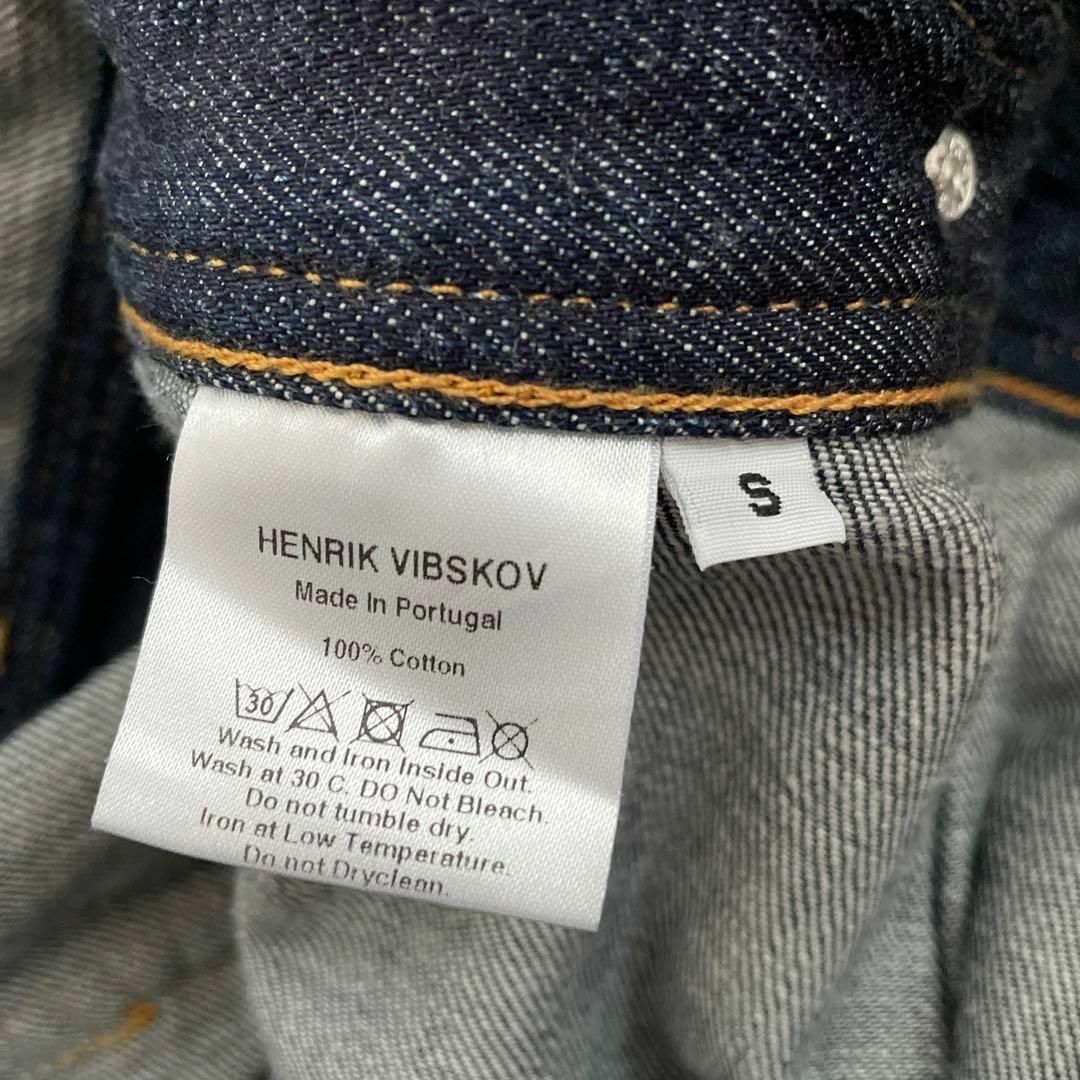 HENRIK VIBSKOV
Made In Portugal
100% Cotton
30
Wash and Iron Inside Out.
Wash at 30 C. DO Not Bleach.
Do not tumble dry.
Iron at Low Temperature.
Do not Dryclean.
S